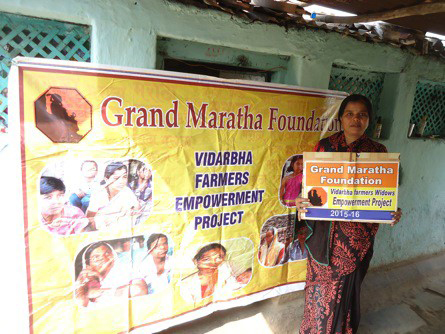 Grand Maratha Foundation
VIDARBHA
FARMERS
EMPOWERMENT
PROJECT
Grand Maratha
Foundation
Vidarbha farmers Widows
Empowerment Project
2015-16